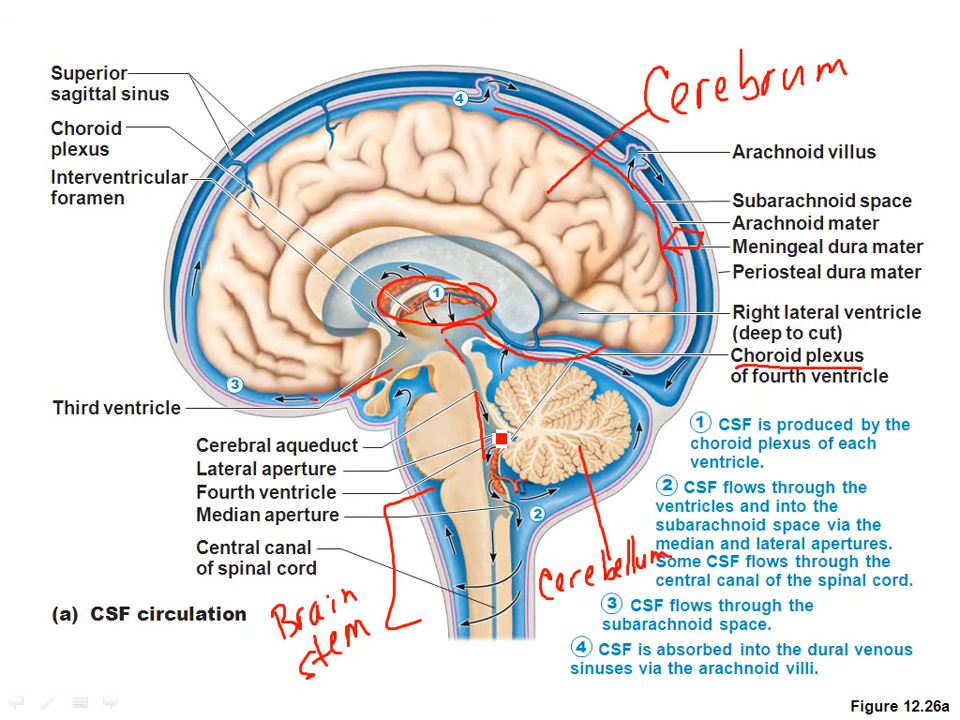 Cerebrum
Superior
sagittal sinus
Choroid
plexus
Interventricular
foramen
4
Arachnoid villus
Subarachnoid space
Arachnoid mater
Meningeal dura mater
Periosteal dura mater
1
Right lateral ventricle
(deep to cut)
Choroid plexus
of fourth ventricle
3
Third ventricle
Cerebral aqueduct
Lateral aperture
Fourth ventricle
Median aperture
2
Central canal
of spinal cord
Cerebellum
Brain
stem
(a) CSF circulation
1 CSF is produced by the
choroid plexus of each
ventricle.
2 CSF flows through the
ventricles and into the
subarachnoid space via the
median and lateral apertures.
Some CSF flows through the
central canal of the spinal cord.
3 CSF flows through the
subarachnoid space.
4 CSF is absorbed into the dural venous
sinuses via the arachnoid villi.
Figure 12.26a